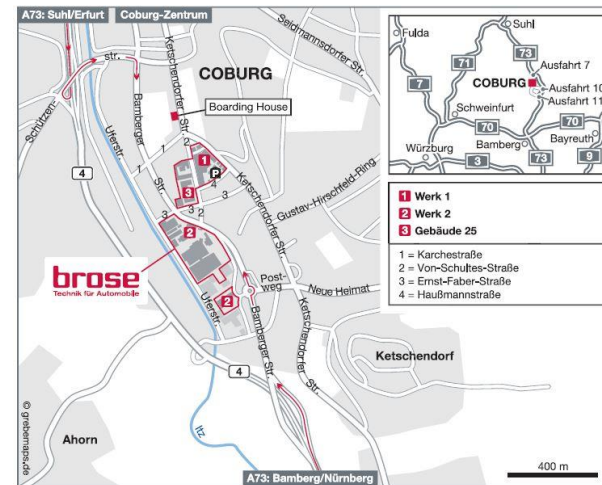 A73: Suhl/Erfurt
Coburg-Zentrum
Schützen-
str.
Bamberger
Str.
Ketschendorfer
Str.
Seidmannsdorfer Str.
COBURG
Boarding House
Uferstr.
4
1
1
2
1
P
4
3
3
3
2
2
Ketschendorfer Str.
Gustav-Hirschfeld-Ring
brose
Technik für Automobile
Uferstr.
2
Post-
weg
Neue Heimat
Bamberger Str.
Ketschendorfer
Str.
Ketschendorf
4
Itz
Ahorn
A73: Bamberg/Nürnberg
400 m
© grebemaps.de
Fulda
Suhl
73
71
Ausfahrt 7
7
COBURG
Ausfahrt 10
Ausfahrt 11
Schweinfurt
70
70
Bamberg
Bayreuth
Würzburg
3
73
9
1 Werk 1
2 Werk 2
3 Gebäude 25
1 = Karchestraße
2 = Von-Schultes-Straße
3 = Ernst-Faber-Straße
4 = Haußmannstraße